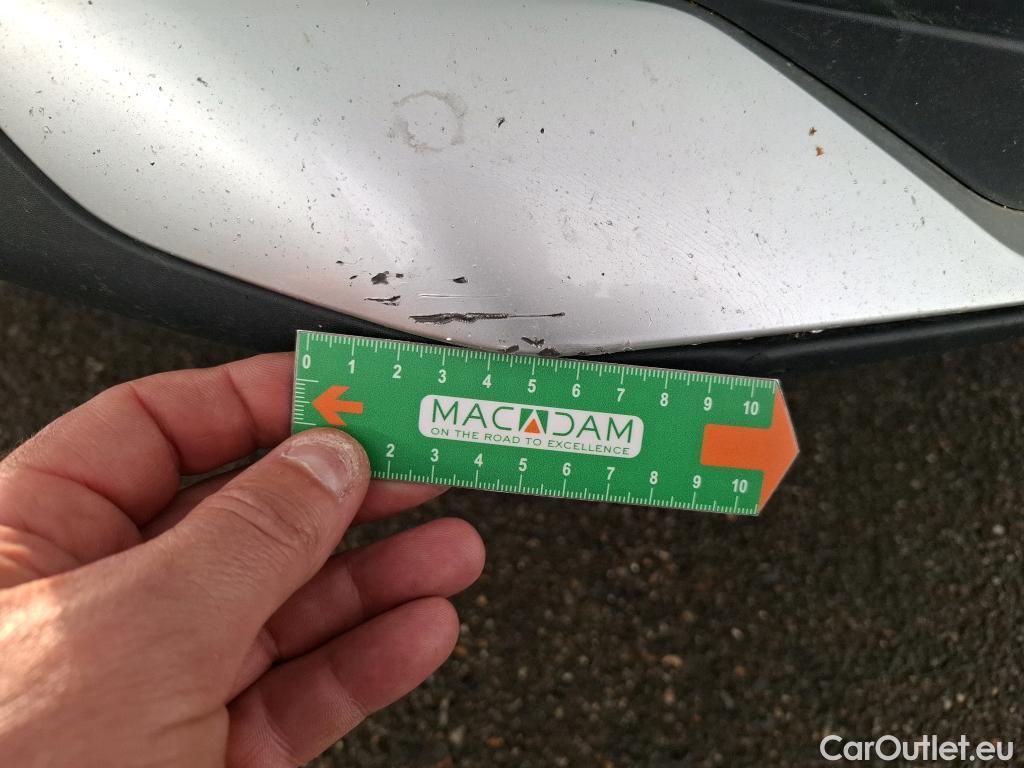 0 1 2 3 4 5 6 7 8 9 10
MACADAM
ON THE ROAD TO EXCELLENCE
2 3 4 5 6 7 8 9 10
CarOutlet.eu